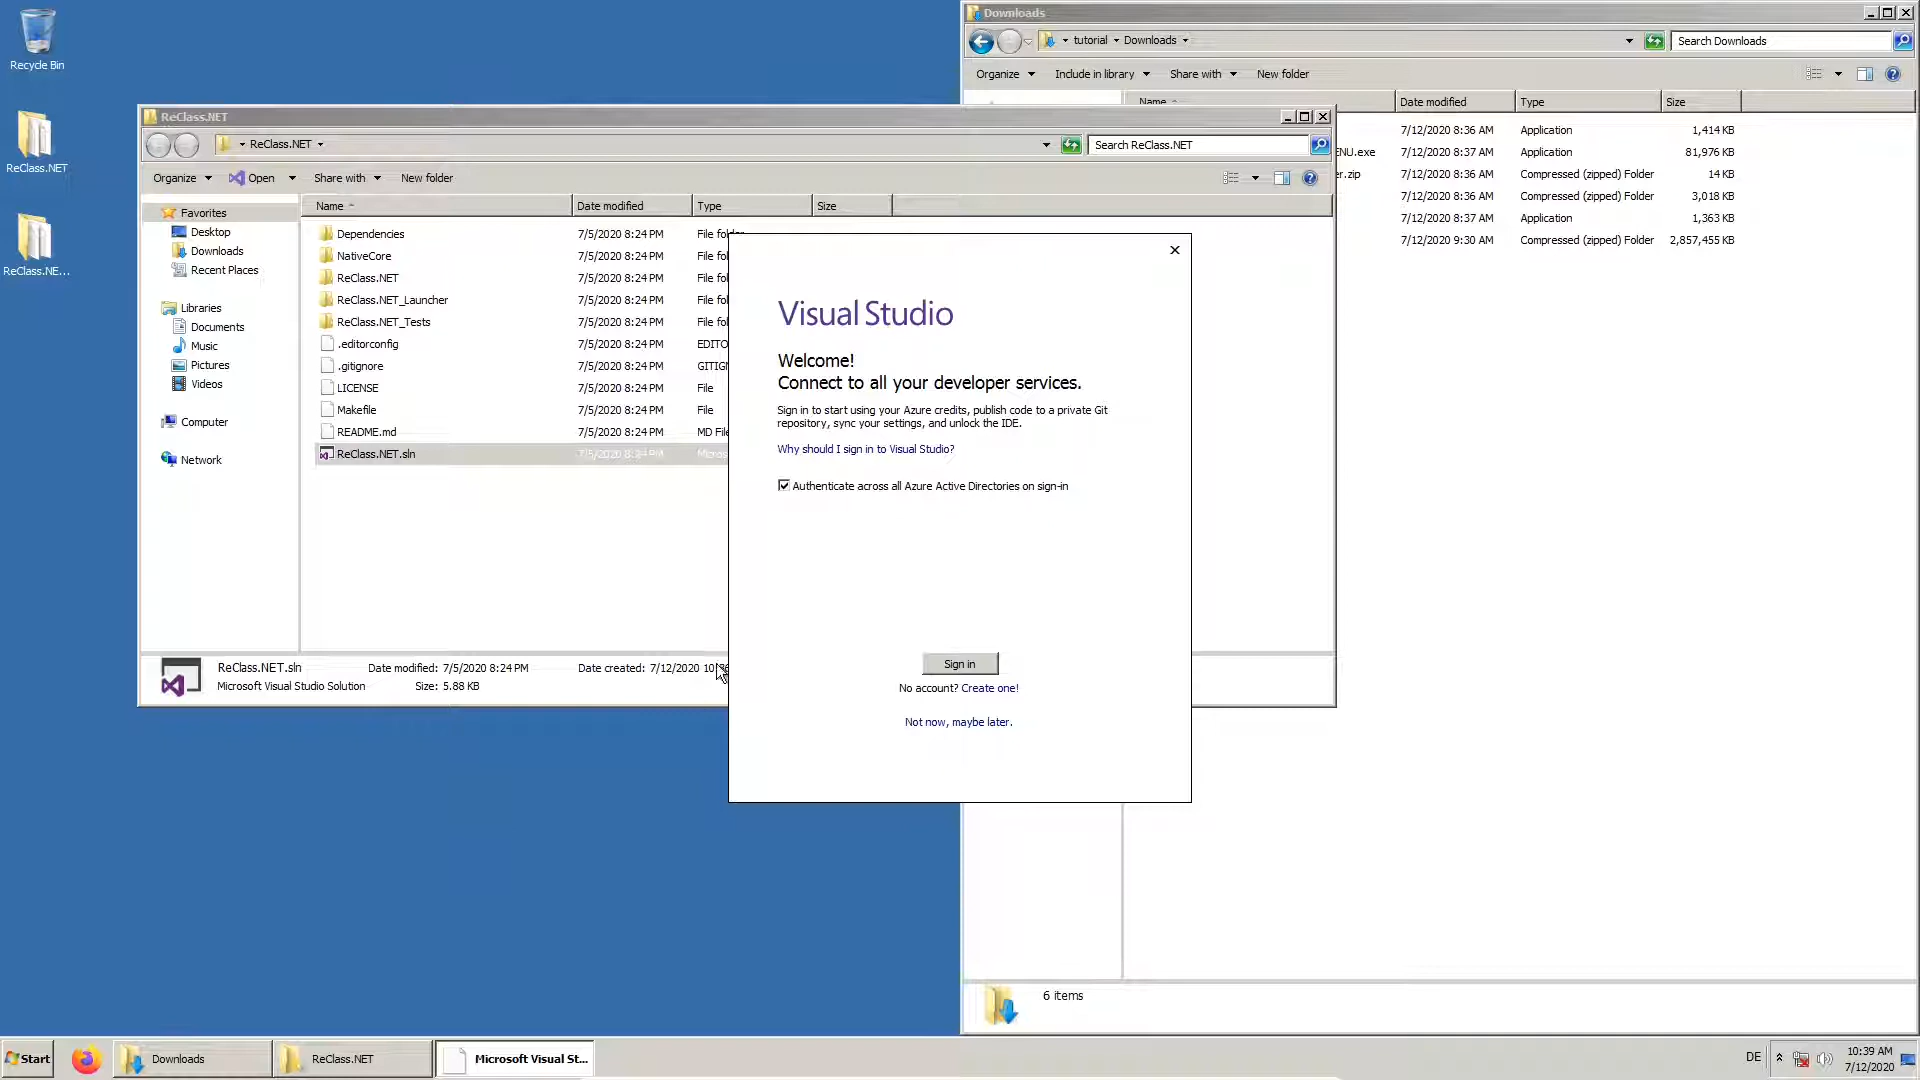 Recycle Bin
ReClass.NET
ReClass.NE...
Downloads
tutorial
Downloads
Search Downloads
Organize
Include in library
Share with
New folder
Name
Date modified
Type
Size
7/12/2020 8:36 AM Application 1,414 KB
ENU.exe 7/12/2020 8:37 AM Application 81,976 KB
er.zip 7/12/2020 8:36 AM Compressed (zipped) Folder 14 KB
7/12/2020 8:36 AM Compressed (zipped) Folder 3,018 KB
7/12/2020 8:37 AM Application 1,363 KB
7/12/2020 9:30 AM Compressed (zipped) Folder 2,857,455 KB
6 items
ReClass.NET
ReClass.NET
Search ReClass.NET
Organize
Open
Share with
New folder
Favorites
Desktop
Downloads
Recent Places
Libraries
Documents
Music
Pictures
Videos
Computer
Network
Name Date modified Type Size
Dependencies 7/5/2020 8:24 PM File folder
NativeCore 7/5/2020 8:24 PM File fol
ReClass.NET 7/5/2020 8:24 PM File fol
ReClass.NET_Launcher 7/5/2020 8:24 PM File fol
ReClass.NET_Tests 7/5/2020 8:24 PM File fol
.editorconfig 7/5/2020 8:24 PM EDITO
.gitignore 7/5/2020 8:24 PM GITIGN
LICENSE 7/5/2020 8:24 PM File
Makefile 7/5/2020 8:24 PM File
README.md 7/5/2020 8:24 PM MD File
ReClass.NET.sln 7/5/2020 8:24 PM Micros
ReClass.NET.sln Date modified: 7/5/2020 8:24 PM Date created: 7/12/2020
Microsoft Visual Studio Solution Size: 5.88 KB
Visual Studio
Welcome!
Connect to all your developer services.
Sign in to start using your Azure credits, publish code to a private Git
repository, sync your settings, and unlock the IDE.
Why should I sign in to Visual Studio?
Authenticate across all Azure Active Directories on sign-in
Sign in
No account? Create one!
Not now, maybe later.
Start
Downloads
ReClass.NET
Microsoft Visual St...
DE
10:39 AM
7/12/2020